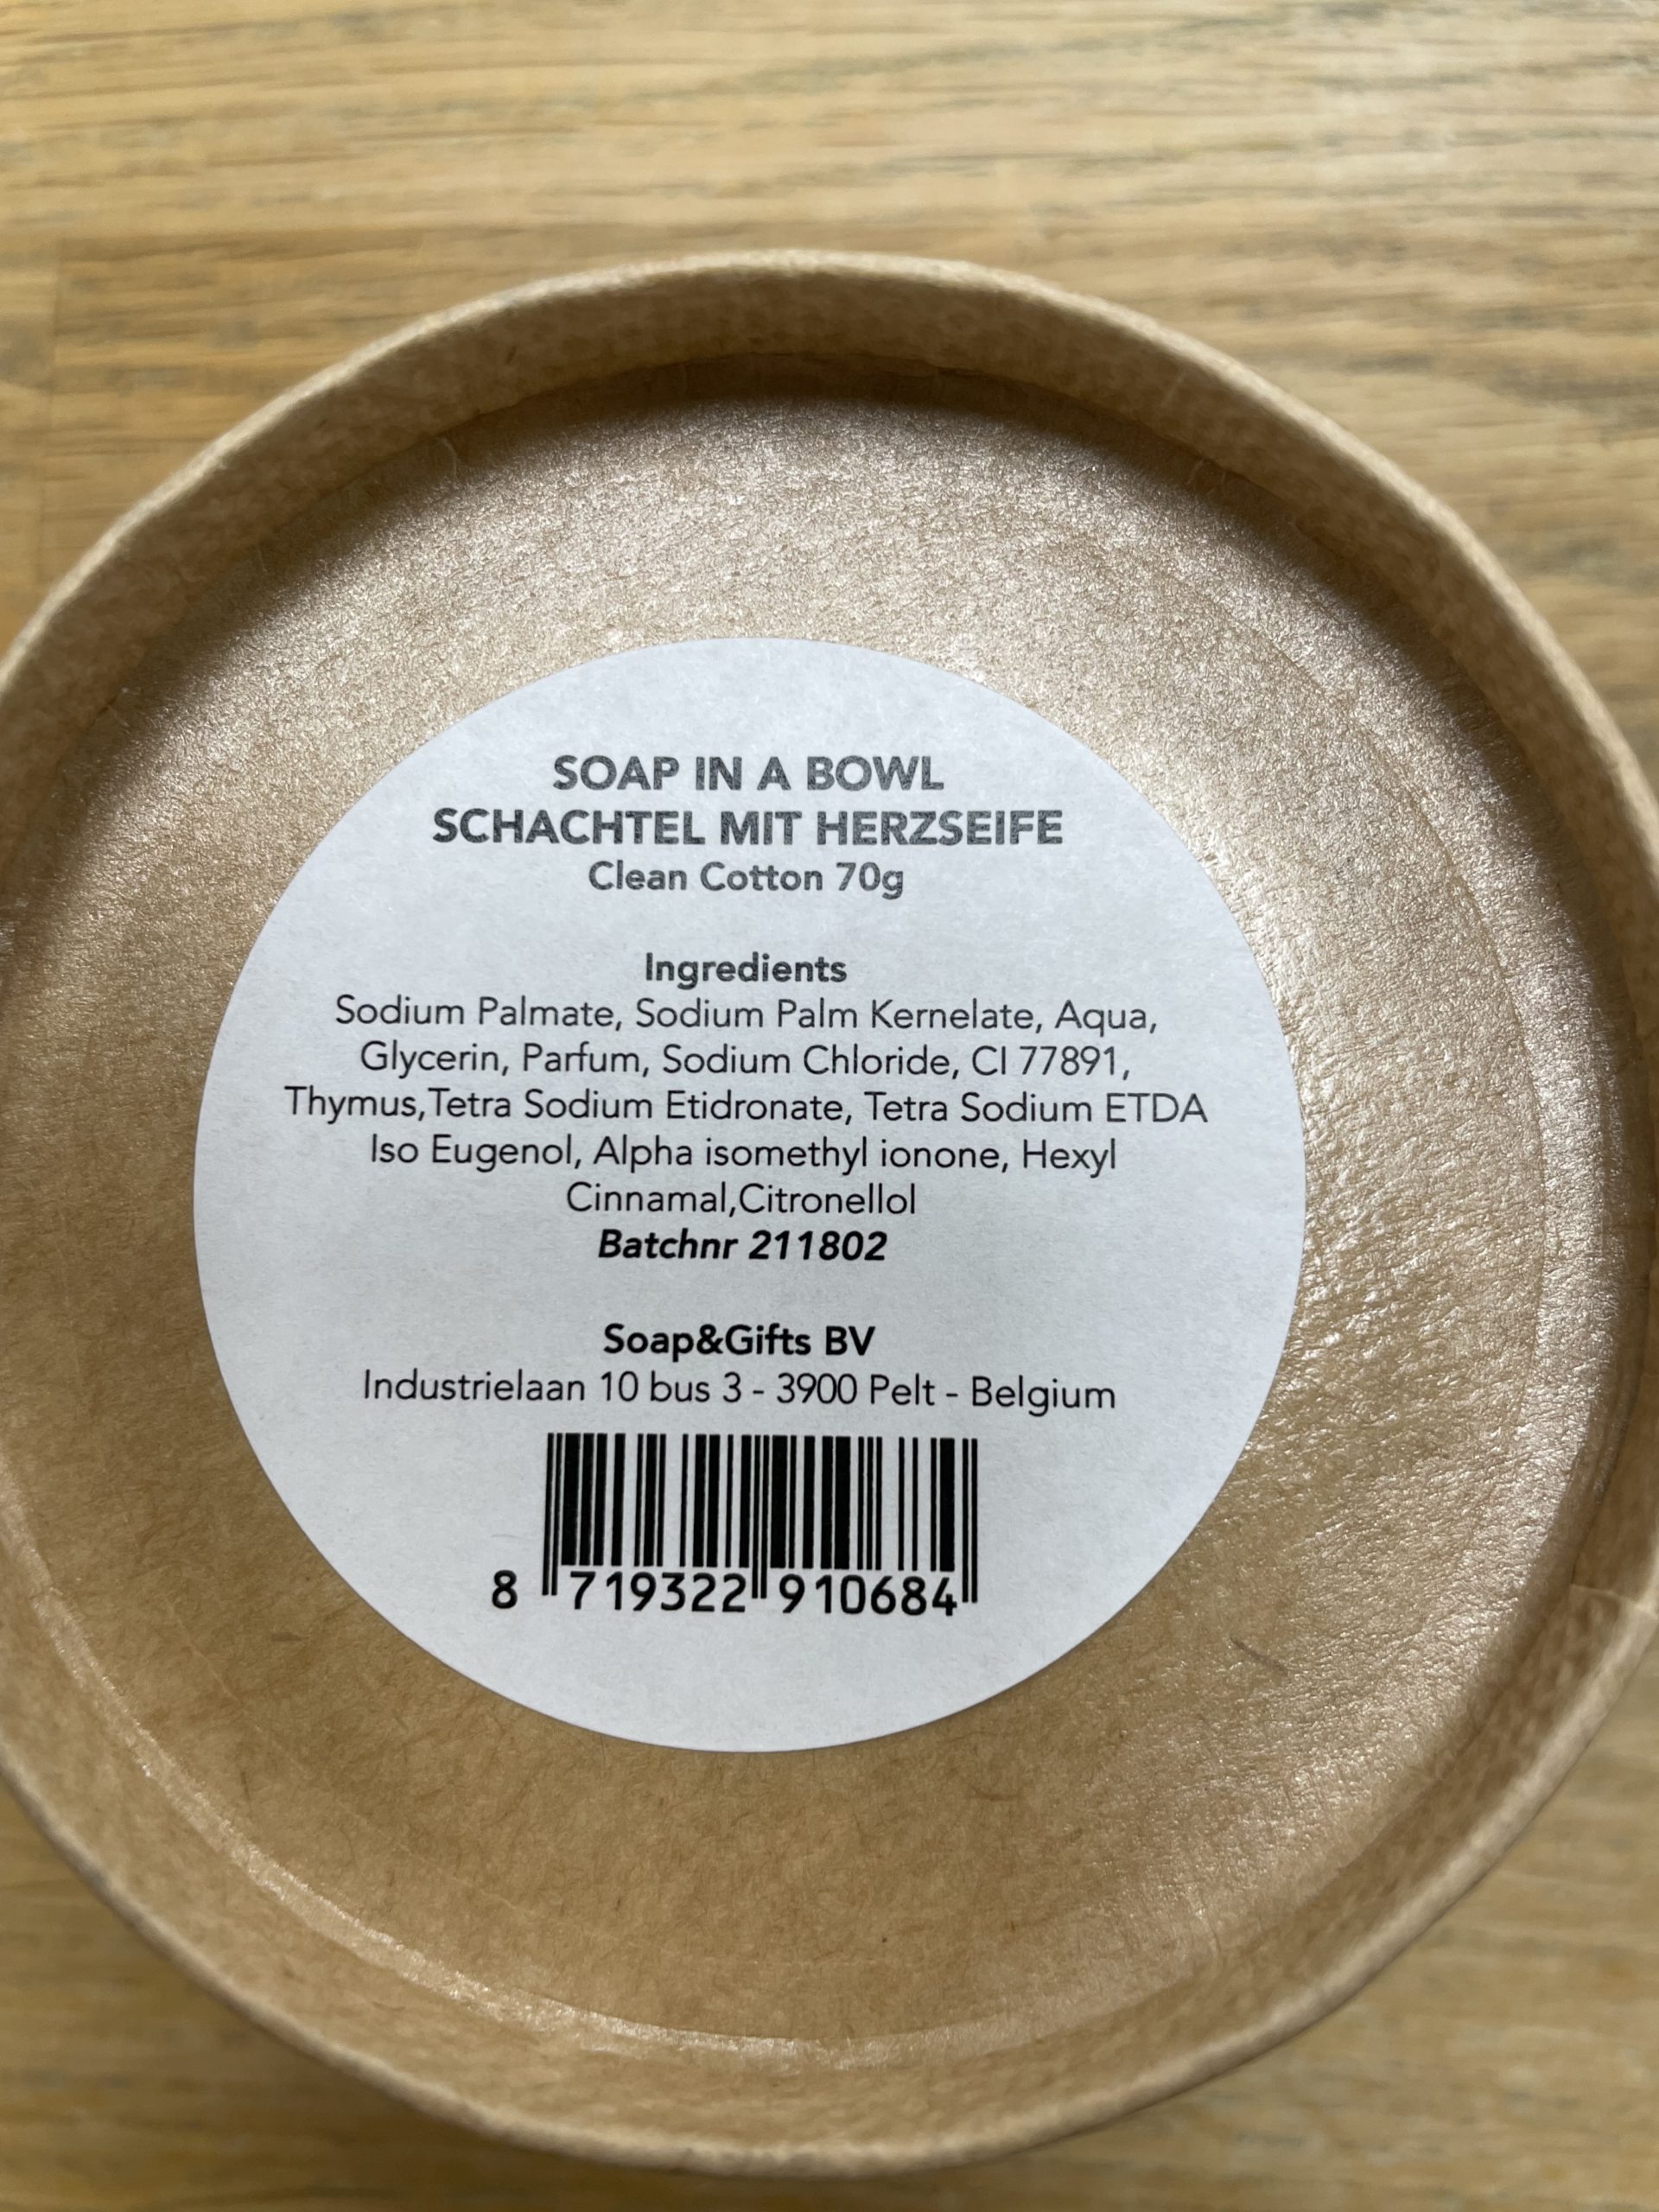 SOAP IN A BOWL
SCHACHTEL MIT HERZSEIFE
Clean Cotton 70g
Ingredients
Sodium Palmate, Sodium Palm Kernelate, Aqua,
Glycerin, Parfum, Sodium Chloride, CI 77891,
Thymus,Tetra Sodium Etidronate, Tetra Sodium ETDA
Iso Eugenol, Alpha isomethyl ionone, Hexyl
Cinnamal,Citronellol
Batchnr 211802
Soap&Gifts BV
Industrielaan 10 bus 3 - 3900 Pelt - Belgium
8 719322 910684